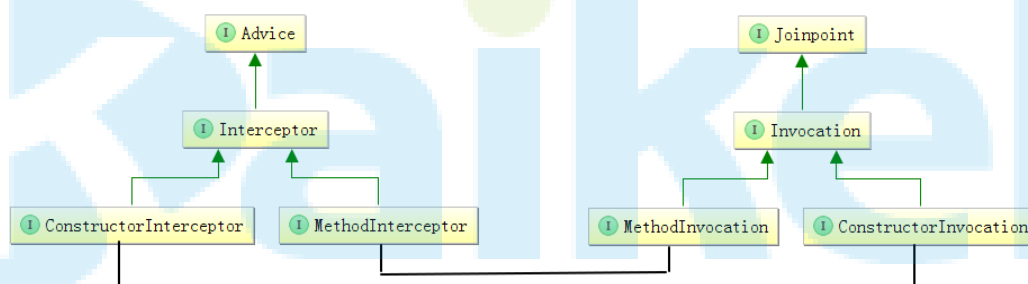 I Advice
I Joinpoint
I Interceptor
I Invocation
I ConstructorInterceptor
I MethodInterceptor
I MethodInvocation
I ConstructorInvocation